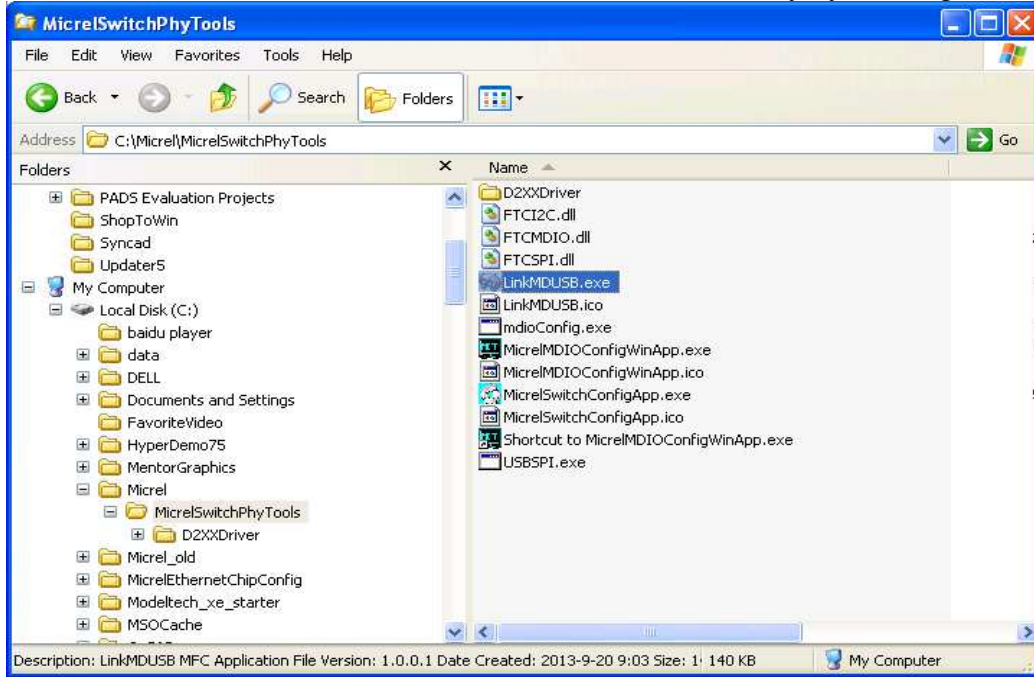 MicrelSwitchPhyTools
File Edit View Favorites Tools Help
Back Search Folders
Address C:\Micrel\MicrelSwitchPhyTools Go
Folders X Name
PADS Evaluation Projects
ShopToWin
Syncad
Updater5
My Computer
Local Disk (C:)
baidu player
data
DELL
Documents and Settings
FavoriteVideo
HyperDemo75
MentorGraphics
Micrel
MicrelSwitchPhyTools
D2XXDriver
Micrel_old
MicrelEthernetChipConfig
Modeltech_xe_starter
MSOCache
D2XXDriver
FTCI2C.dll
FTCMDIO.dll
FTCSPI.dll
LinkMDUSB.exe
LinkMDUSB.ico
mdioConfig.exe
MicrelMDIOConfigWinApp.exe
MicrelMDIOConfigWinApp.ico
MicrelSwitchConfigApp.exe
MicrelSwitchConfigApp.ico
Shortcut to MicrelMDIOConfigWinApp.exe
USBSPI.exe
Description: LinkMDUSB MFC Application File Version: 1.0.0.1 Date Created: 2013-9-20 9:03 Size: 1 140 KB My Computer